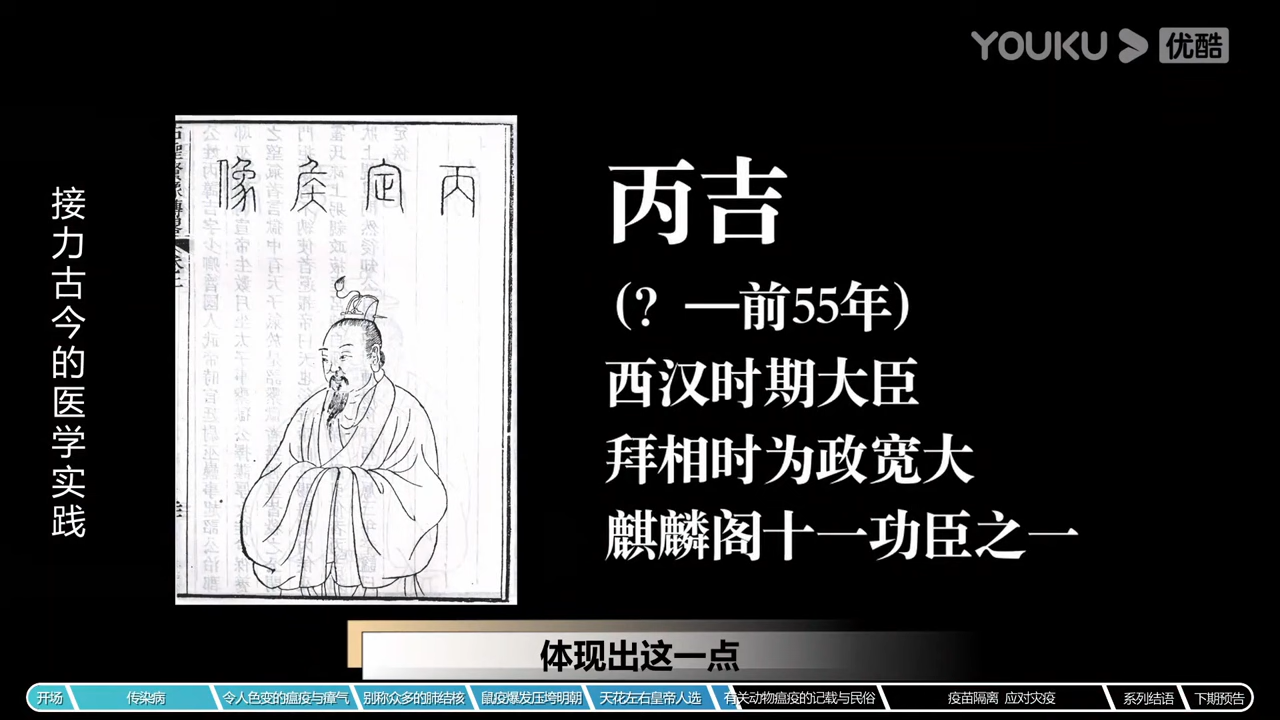 YOUKU 优酷
接力古今的医学实践
丙定侯像
丙吉
(？—前55年)
西汉时期大臣
拜相时为政宽大
麒麟阁十一功臣之一
体现出这一点
开场
传染病
令人色变的瘟疫与瘴气
别称众多的肺结核
鼠疫爆发压垮明朝
天花左右皇帝人选
有关动物瘟疫的记载与民俗
疫苗隔离 应对灾疫
系列结语
下期预告